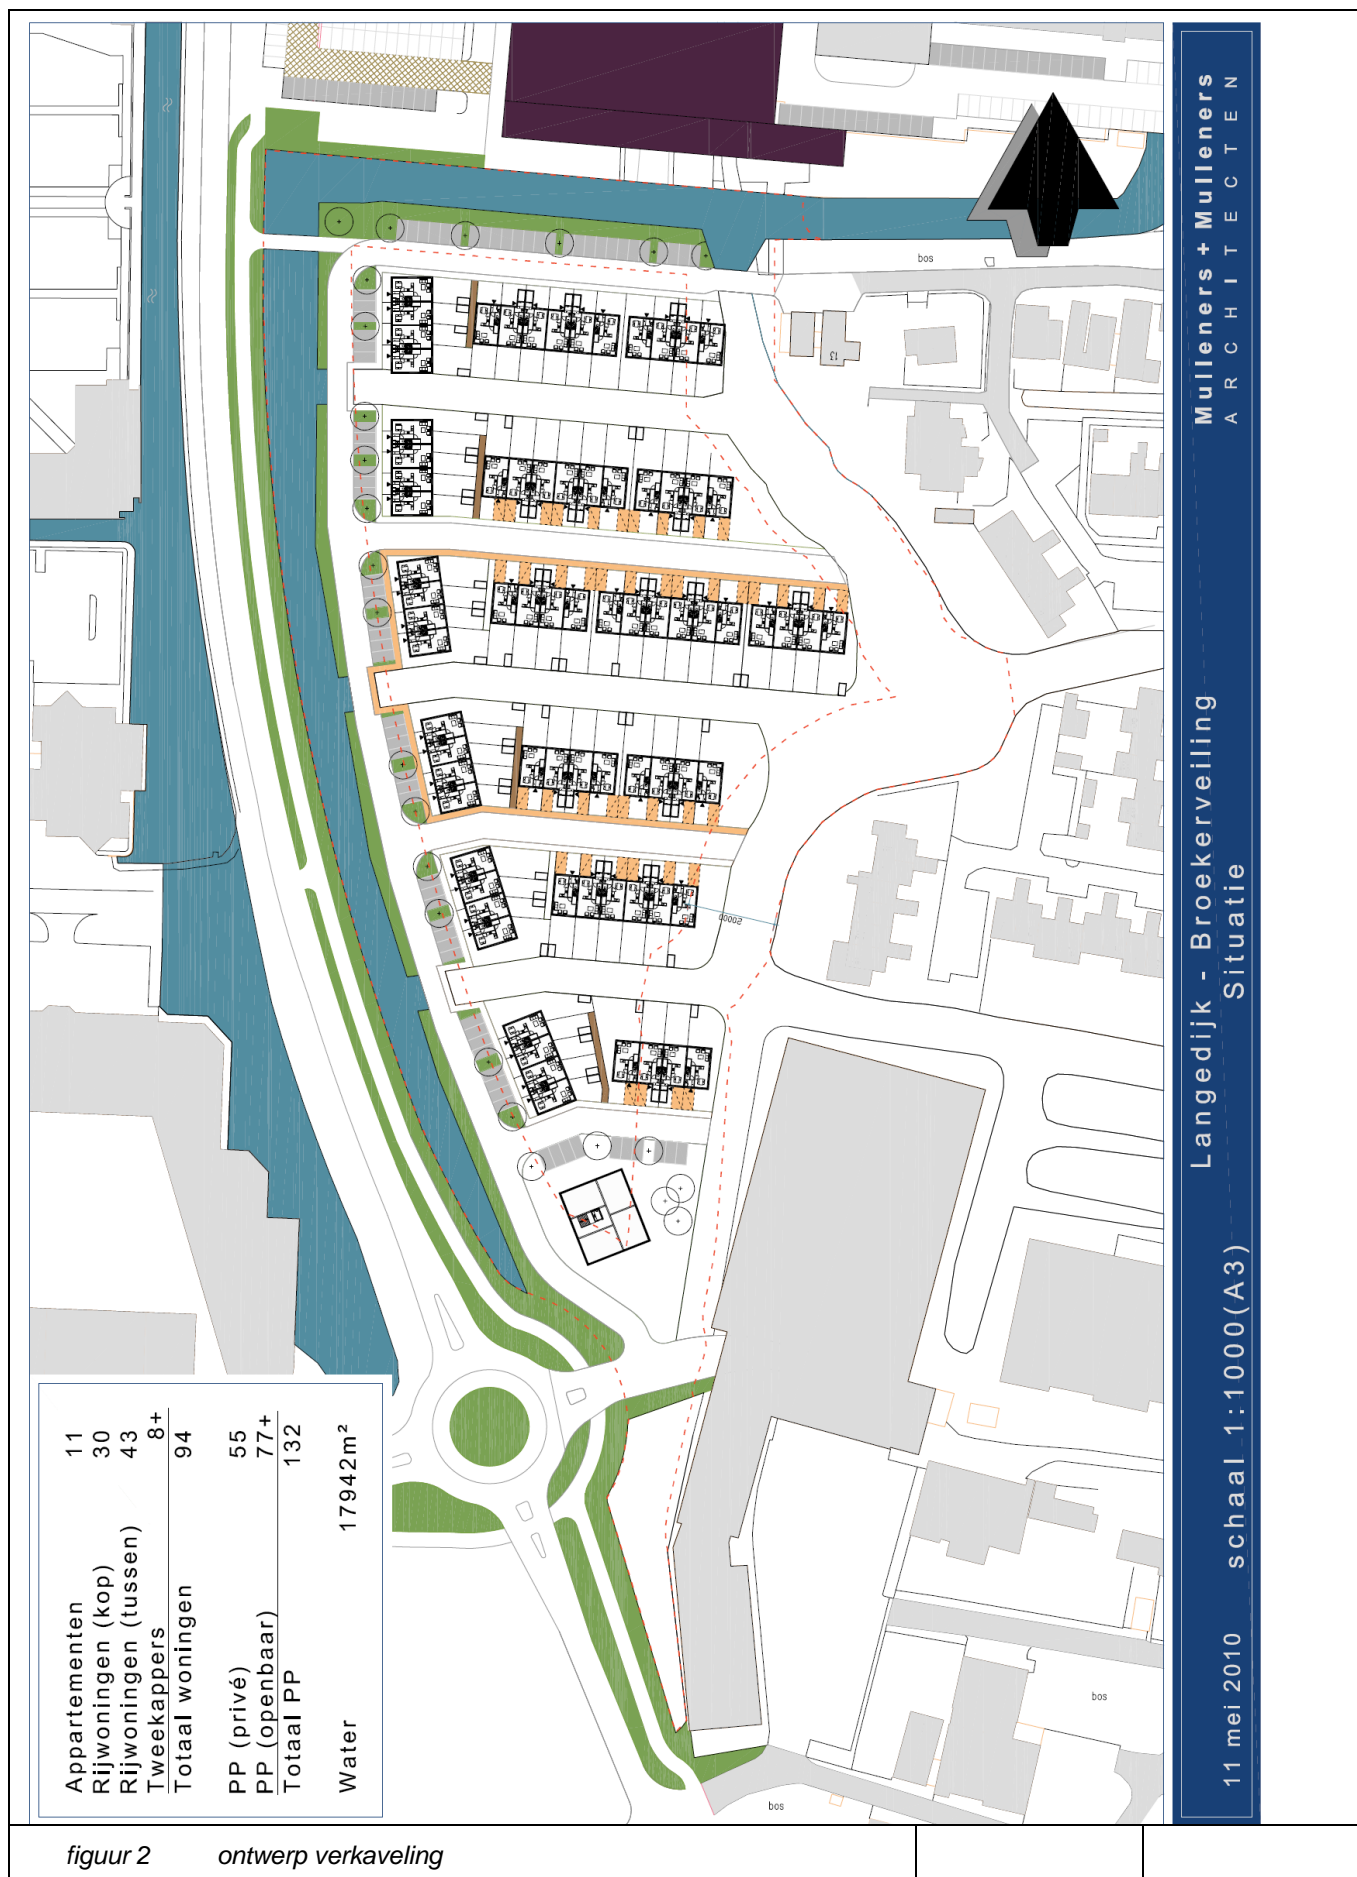 Appartementen 11
Rijwoningen (kop) 30
Rijwoningen (tussen) 43
Tweekappers 8+
Totaal woningen 94
PP (privé) 55
PP (openbaar) 77+
Totaal PP 132
Water 17942m²
bos
13
20000
bos
bos
Mulleners + Mulleners
ARCHITECTEN
Langedijk - Broekerveiling
Situatie
11 mei 2010 schaal 1:1000(A3)
figuur 2 ontwerp verkaveling